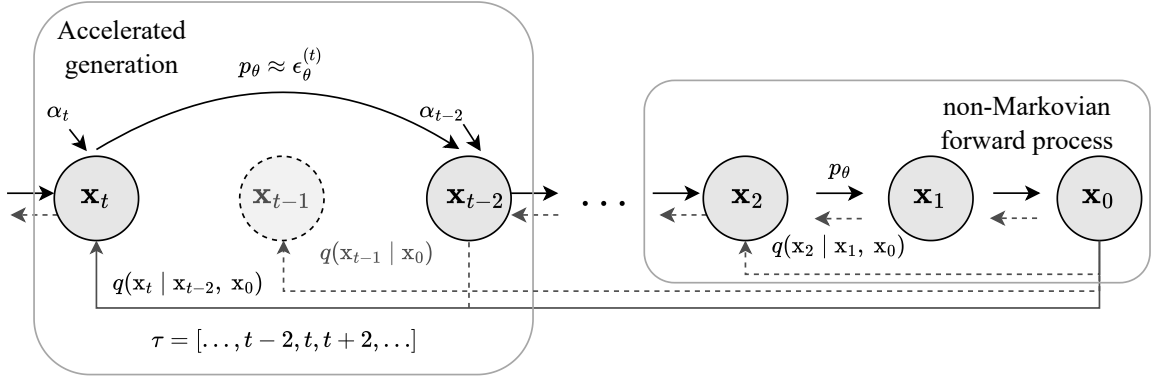 Accelerated
generation
p_θ ≈ ϵ_θ^{(t)}
α_t
α_{t−2}
non-Markovian
forward process
p_θ
x_t
x_{t−1}
x_{t−2}
...
x_2
x_1
x_0
q(x_{t−1} | x_0)
q(x_2 | x_1, x_0)
q(x_t | x_{t−2}, x_0)
τ = [..., t − 2, t, t + 2, ...]